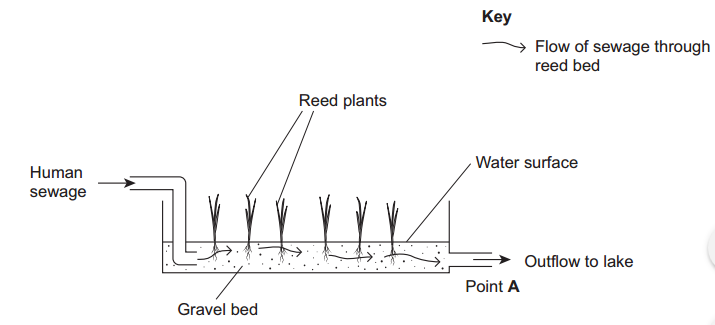 Key
Flow of sewage through
reed bed
Reed plants
Water surface
Human
sewage
Outflow to lake
Point A
Gravel bed